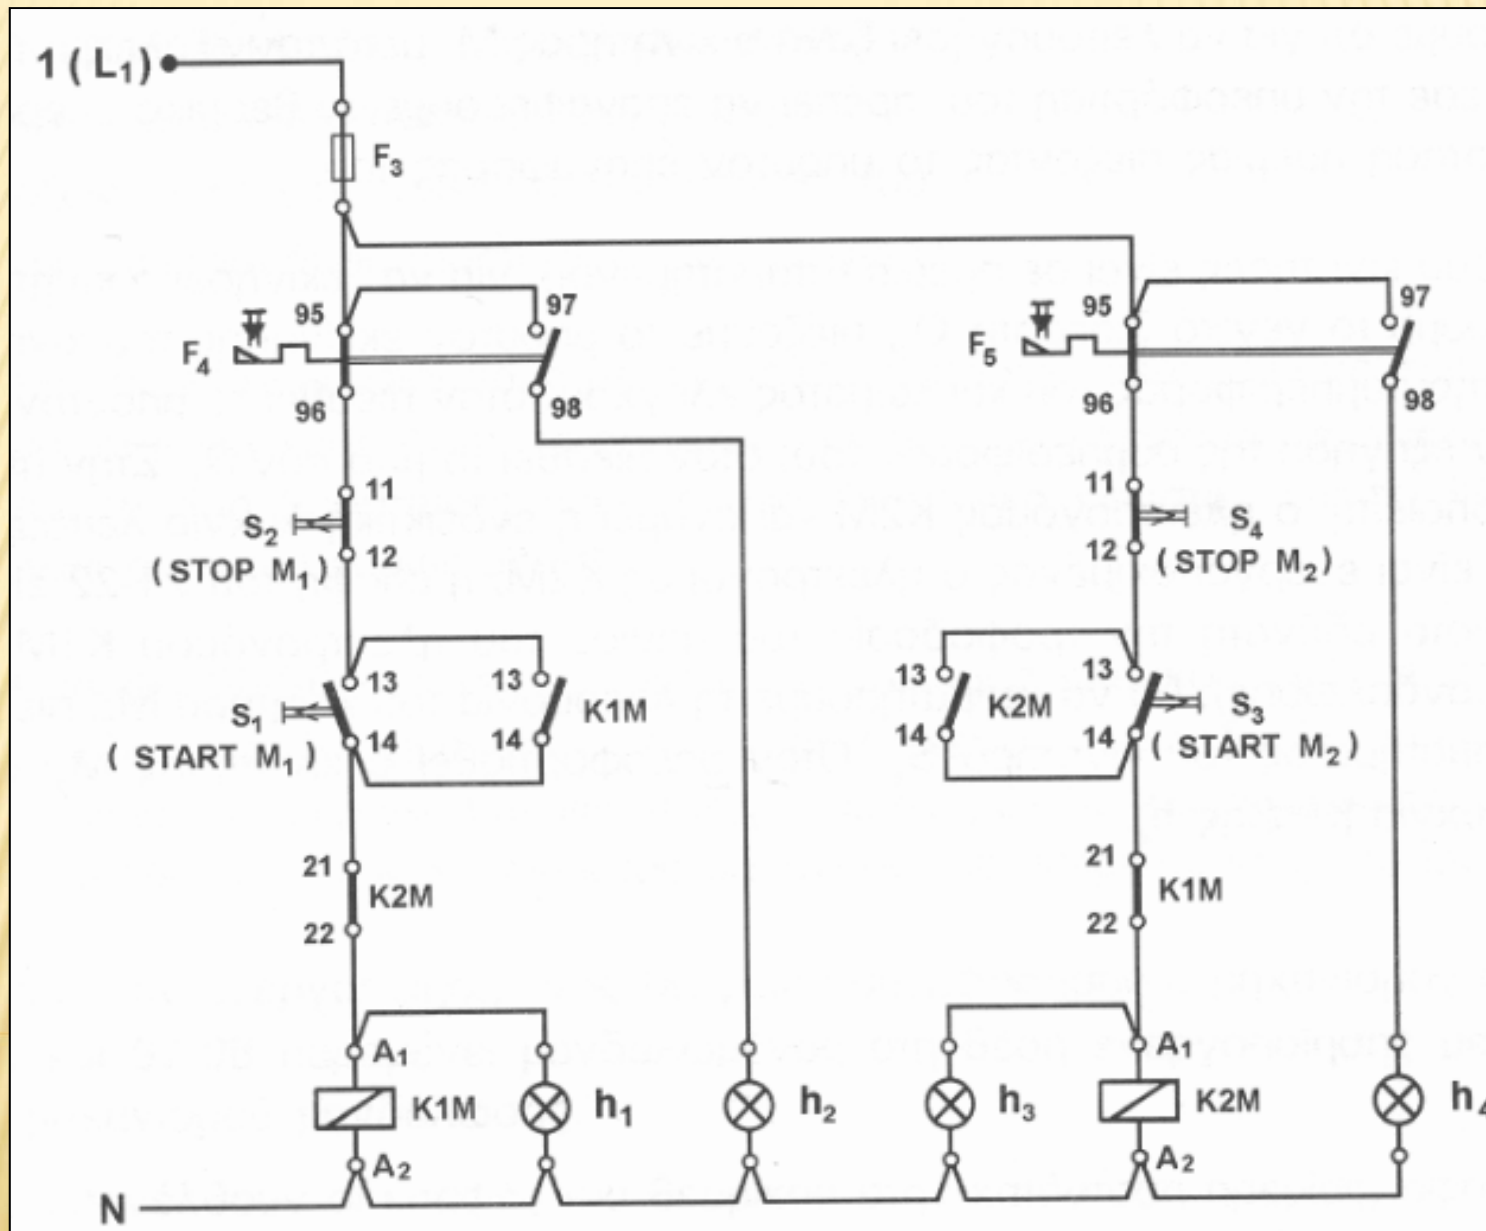 1 ( L₁ )
F₃
95
97
F₄
96
98
95
97
F₅
96
98
11
S₂
12
( STOP M₁ )
11
S₄
12
( STOP M₂ )
13
13
S₁
K1M
14
14
( START M₁ )
13
13
K2M
S₃
14
14
( START M₂ )
21
K2M
22
21
K1M
22
A₁
K1M
h₁
h₂
h₃
A₁
K2M
h₄
A₂
A₂
N